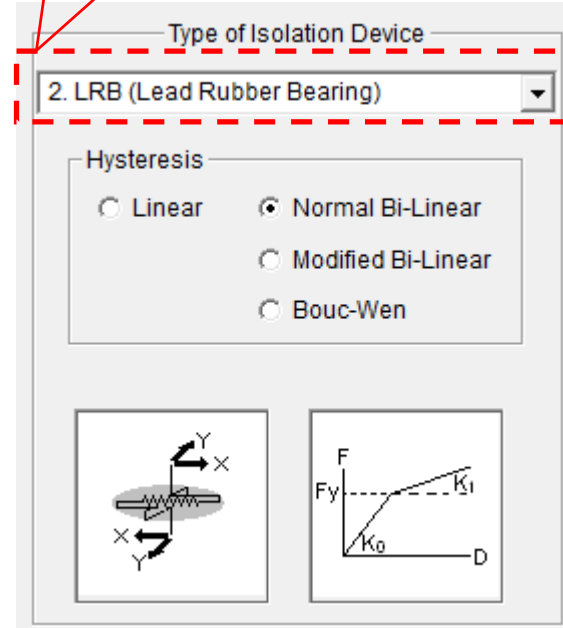 Type of Isolation Device
2. LRB (Lead Rubber Bearing)
Hysteresis
Linear
Normal Bi-Linear
Modified Bi-Linear
Bouc-Wen
Y
X
X
Y
F
Fy
K1
K0
D